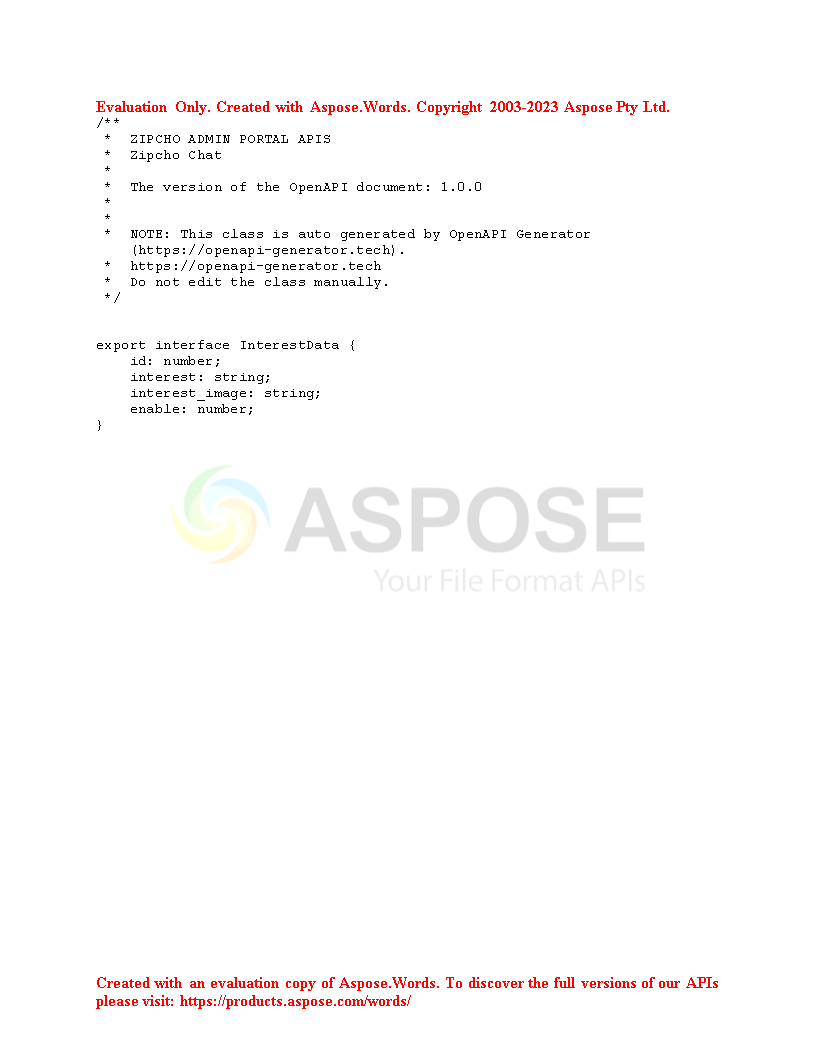 Evaluation Only. Created with Aspose.Words. Copyright 2003-2023 Aspose Pty Ltd.
/**
 * ZIPCHO ADMIN PORTAL APIS
 * Zipcho Chat
 *
 * The version of the OpenAPI document: 1.0.0
 *
 *
 * NOTE: This class is auto generated by OpenAPI Generator
   (https://openapi-generator.tech).
 * https://openapi-generator.tech
 * Do not edit the class manually.
 */
export interface InterestData {
    id: number;
    interest: string;
    interest_image: string;
    enable: number;
}
ASPOSE
Your File Format APIs
Created with an evaluation copy of Aspose.Words. To discover the full versions of our APIs
please visit: https://products.aspose.com/words/